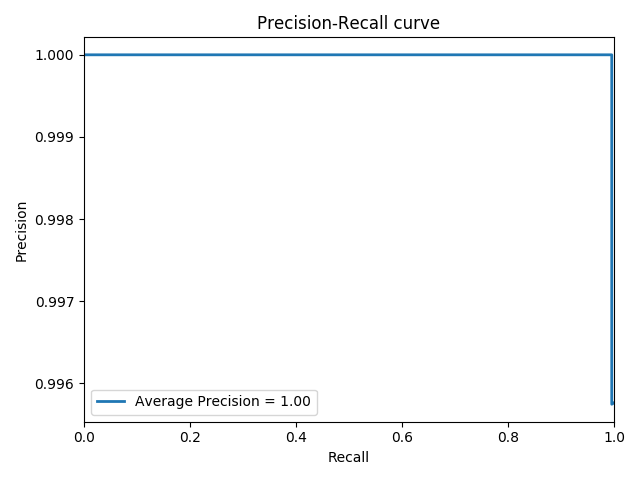 Precision-Recall curve
1.000
0.999
0.998
0.997
0.996
Precision
Average Precision = 1.00
0.0 0.2 0.4 0.6 0.8 1.0
Recall